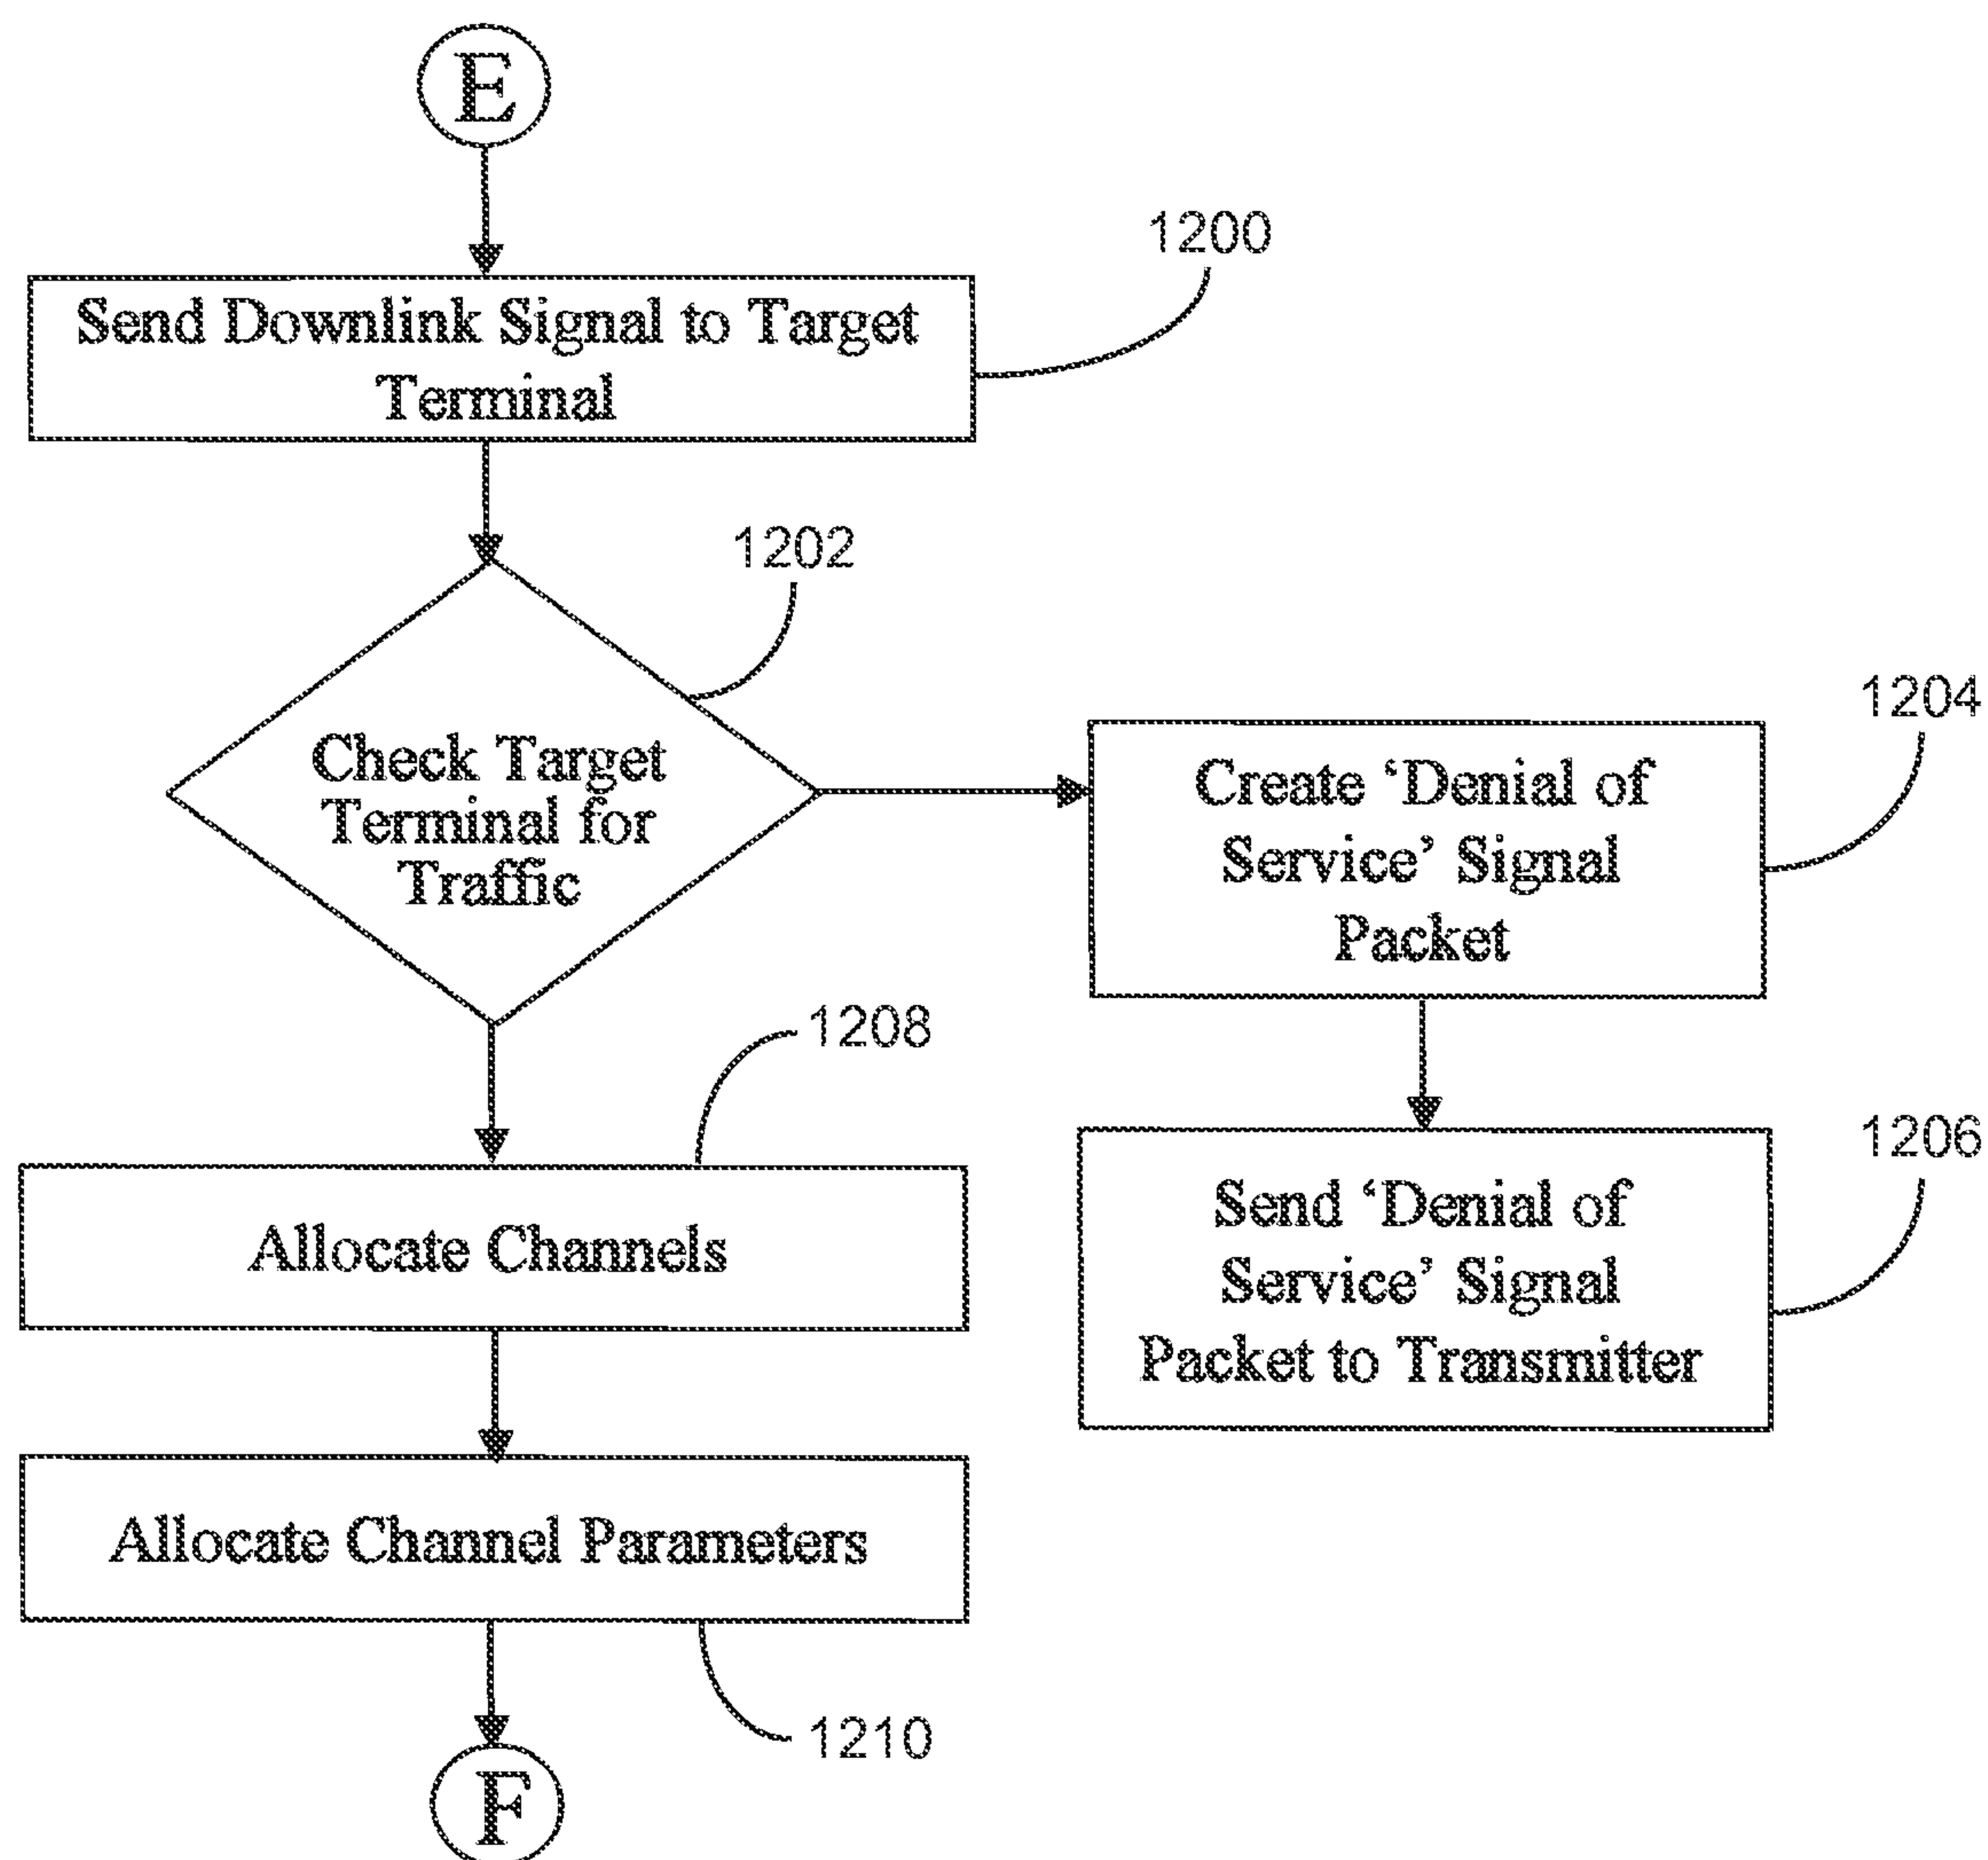 E
1200
Send Downlink Signal to Target
Terminal
1202
Check Target
Terminal for
Traffic
1204
Create ‘Denial of
Service’ Signal
Packet
1208
Allocate Channels
1206
Send ‘Denial of
Service’ Signal
Packet to Transmitter
Allocate Channel Parameters
1210
F